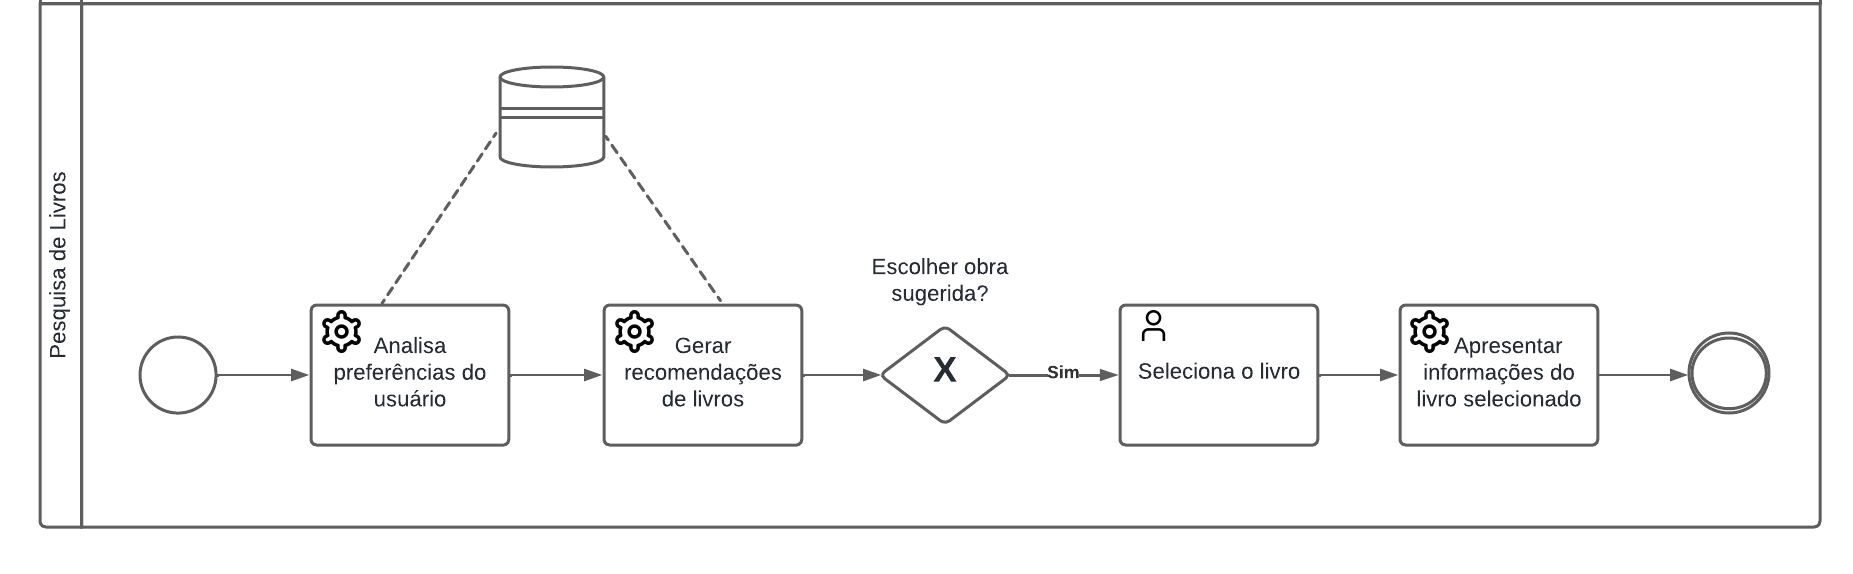 Pesquisa de Livros
Analisa
preferências do
usuário
Gerar
recomendações
de livros
Escolher obra
sugerida?
X
Sim
Seleciona o livro
Apresentar
informações do
livro selecionado